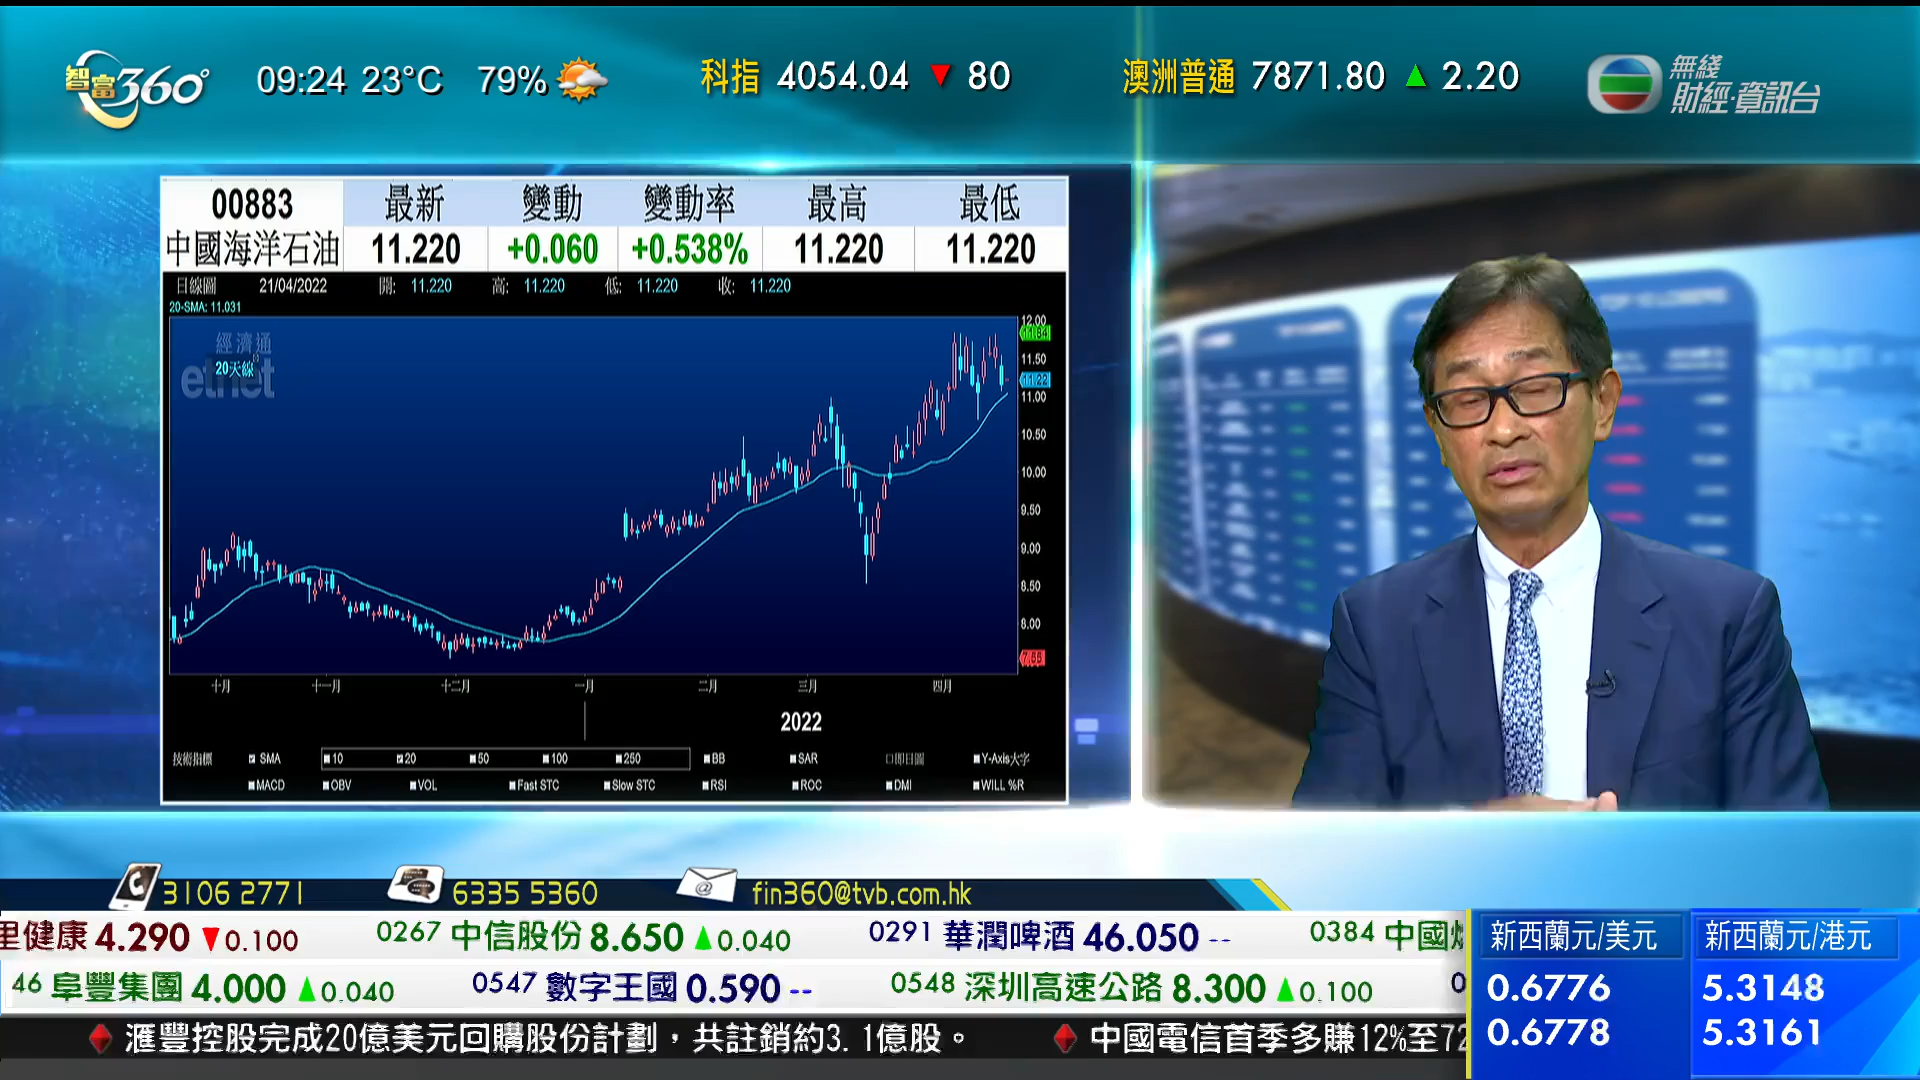 智富360°
09:24 23°C 79%
科指 4054.04 ▼ 80
澳洲普通 7871.80 ▲ 2.20
無綫
財經·資訊台
00883 最新 變動 變動率 最高 最低
中國海洋石油 11.220 +0.060 +0.538% 11.220 11.220
日線圖 21/04/2022 開: 11.220 高: 11.220 低: 11.220 收: 11.220
20-SMA: 11.031
經濟通
etnet
20天線
12.00
11.84
11.50
11.22
11.00
10.50
10.00
9.50
9.00
8.50
8.00
7.55
十月 十一月 十二月 一月 二月 三月 四月
2022
技術指標 SMA 10 20 50 100 250 BB SAR 即日圖 Y-Axis大字
MACD OBV VOL Fast STC Slow STC RSI ROC DMI WILL %R
3106 2771 6335 5360 fin360@tvb.com.hk
里健康 4.290 ▼0.100 0267 中信股份 8.650 ▲0.040 0291 華潤啤酒 46.050 -- 0384 中國
46 阜豐集團 4.000 ▲0.040 0547 數字王國 0.590 -- 0548 深圳高速公路 8.300 ▲0.100
新西蘭元/美元 新西蘭元/港元
0.6776 5.3148
0.6778 5.3161
滙豐控股完成20億美元回購股份計劃，共註銷約3.1億股。 中國電信首季多賺12%至72